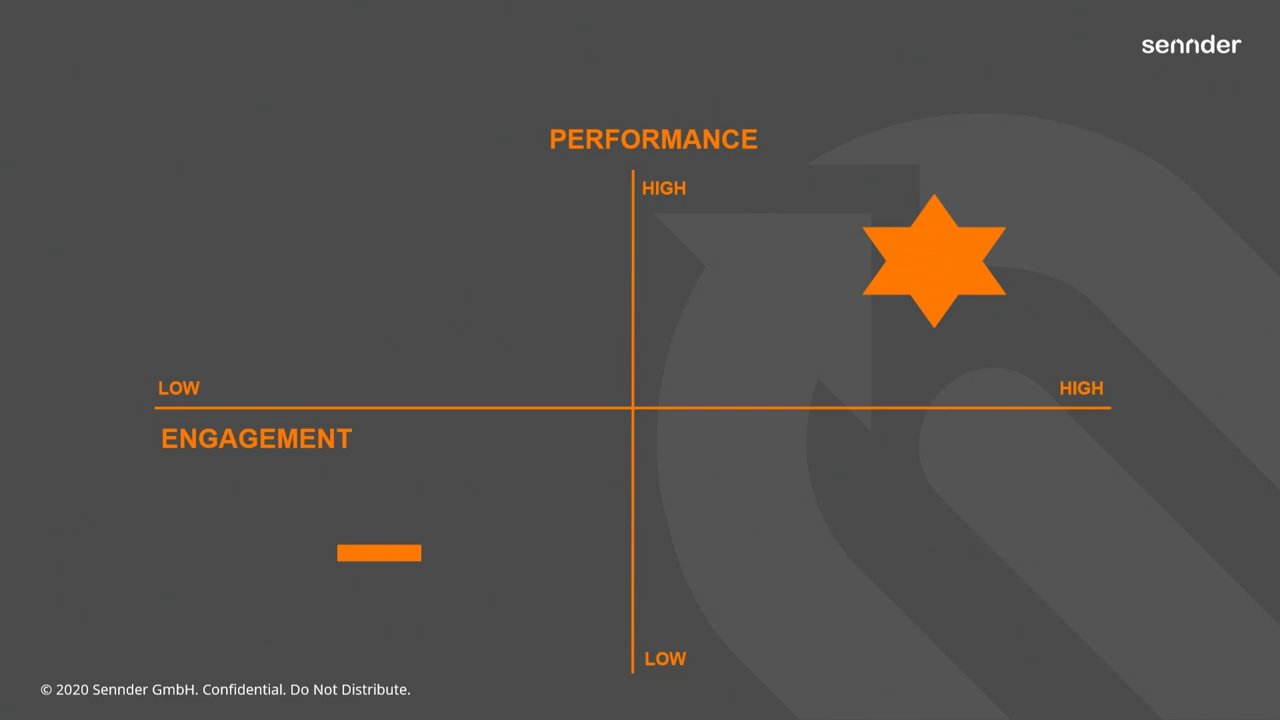 sennder
PERFORMANCE
HIGH
LOW
HIGH
ENGAGEMENT
LOW
© 2020 Sennder GmbH. Confidential. Do Not Distribute.